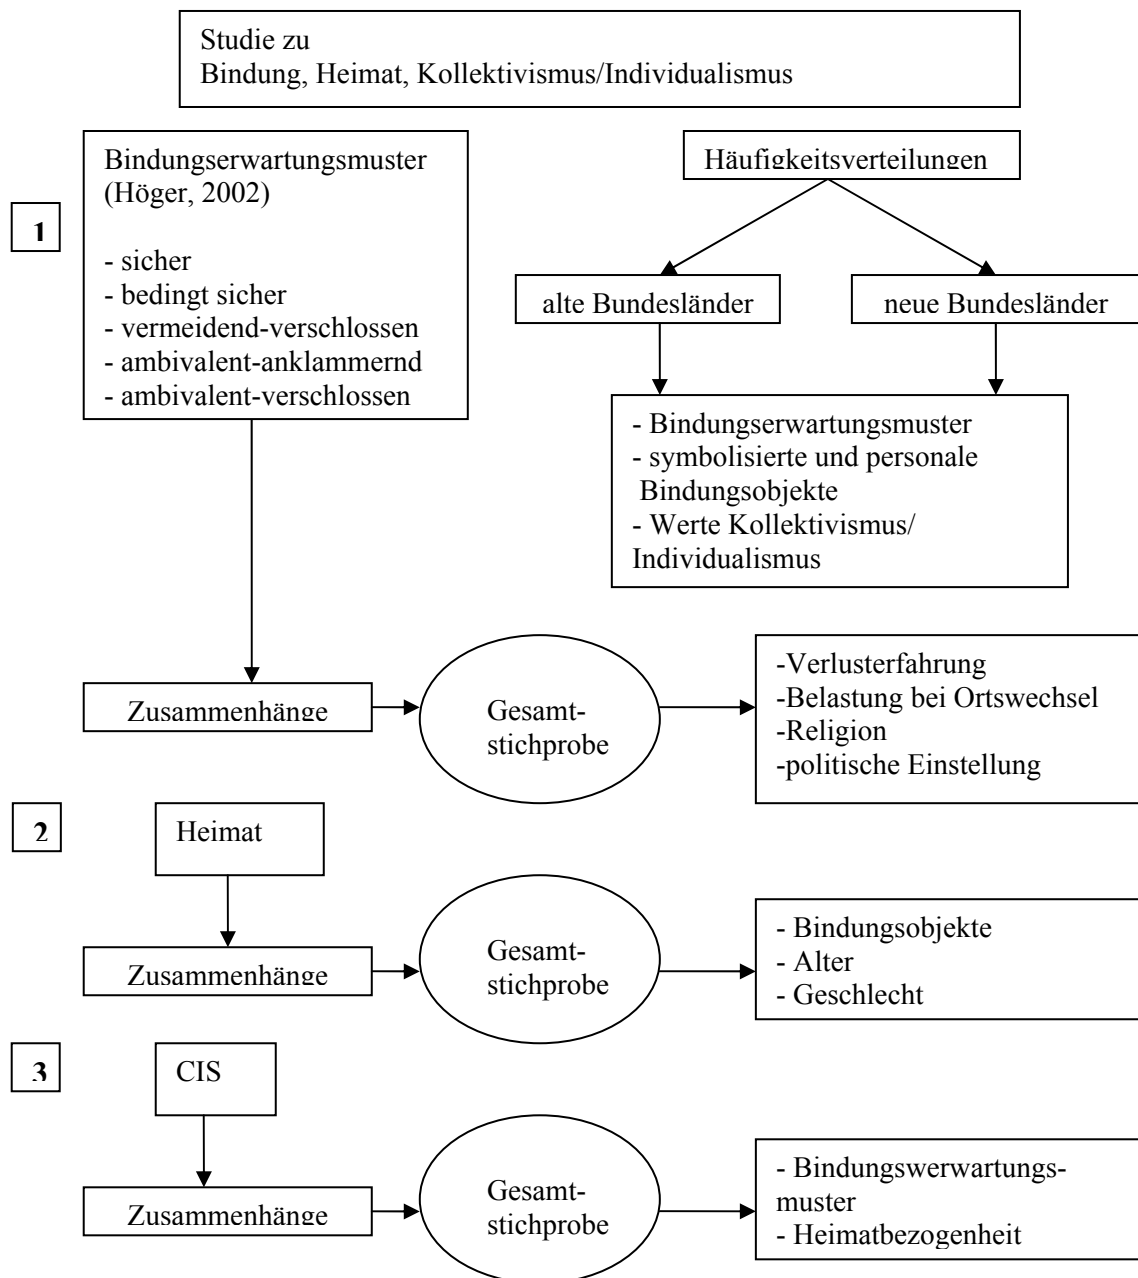 Studie zu
Bindung, Heimat, Kollektivismus/Individualismus
1
Bindungserwartungsmuster
(Höger, 2002)
- sicher
- bedingt sicher
- vermeidend-verschlossen
- ambivalent-anklammernd
- ambivalent-verschlossen
Häufigkeitsverteilungen
alte Bundesländer
neue Bundesländer
- Bindungserwartungsmuster
- symbolisierte und personale
Bindungsobjekte
- Werte Kollektivismus/
Individualismus
Zusammenhänge
Gesamt-
stichprobe
-Verlusterfahrung
-Belastung bei Ortswechsel
-Religion
-politische Einstellung
2
Heimat
Zusammenhänge
Gesamt-
stichprobe
- Bindungsobjekte
- Alter
- Geschlecht
3
CIS
Zusammenhänge
Gesamt-
stichprobe
- Bindungswerwartungs-
muster
- Heimatbezogenheit